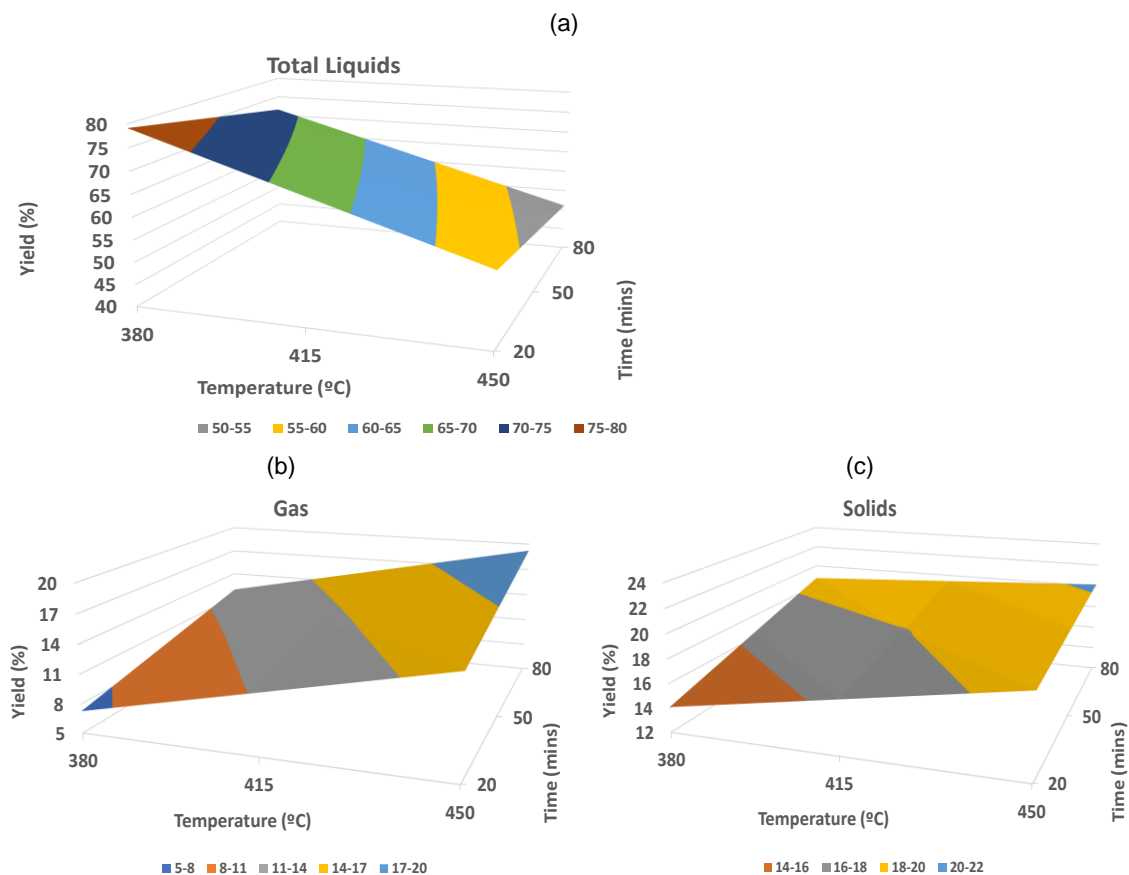 (a)
Total Liquids
80
75
70
65
60
55
50
45
40
Yield (%)
380
415
450
Temperature (ºC)
20
50
80
Time (mins)
50-55 55-60 60-65 65-70 70-75 75-80
(b)
Gas
20
17
14
11
8
5
Yield (%)
380
415
450
Temperature (ºC)
20
50
80
Time (mins)
5-8 8-11 11-14 14-17 17-20
(c)
Solids
24
22
20
18
16
14
12
Yield (%)
380
415
450
Temperature (ºC)
20
50
80
Time (mins)
14-16 16-18 18-20 20-22